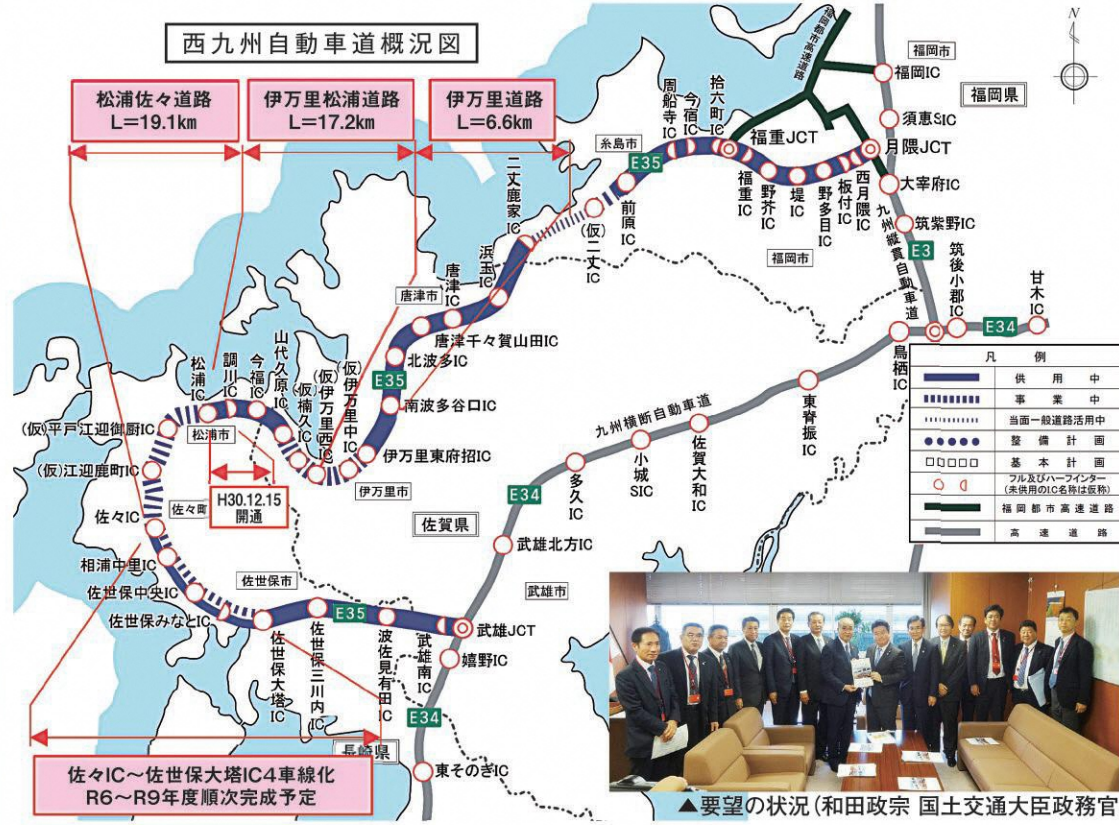 西九州自動車道概況図
松浦佐々道路
L=19.1km
伊万里松浦道路
L=17.2km
伊万里道路
L=6.6km
N
福岡都市高速道路
福岡市
福岡IC
福岡県
須恵SIC
月隈JCT
大宰府IC
筑紫野IC
周船寺IC
今宿IC
拾六町IC
福重JCT
糸島市
E35
前原IC
(仮)二丈IC
二丈鹿家IC
福重IC
野芥IC
堤IC
野多目IC
板付IC
西月隈IC
福岡市
九州縦貫自動車道
E3
筑後小郡IC
E34
甘木IC
鳥栖IC
浜玉IC
唐津市
唐津IC
唐津千々賀山田IC
北波多IC
E35
南波多谷口IC
伊万里東府招IC
(仮)伊万里中IC
(仮)伊万里西IC
(仮)楠久IC
山代久原IC
今福IC
調川IC
松浦IC
松浦市
(仮)平戸江迎御厨IC
(仮)江迎鹿町IC
H30.12.15
開通
伊万里市
佐々町
佐々IC
相浦中里IC
佐世保中央IC
佐世保みなとIC
佐世保市
佐世保大塔IC
佐世保三川内IC
E35
波佐見有田IC
武雄南IC
武雄JCT
嬉野IC
E34
東そのぎIC
長崎県
佐賀県
武雄市
武雄北方IC
E34
多久IC
小城SIC
佐賀大和IC
九州横断自動車道
東脊振IC
凡例
供用中
事業中
当面一般道路活用中
整備計画
基本計画
フル及びハーフインター
(未供用のIC名称は仮称)
福岡都市高速道路
高速道路
佐々IC～佐世保大塔IC4車線化
R6～R9年度順次完成予定
▲要望の状況(和田政宗 国土交通大臣政務官